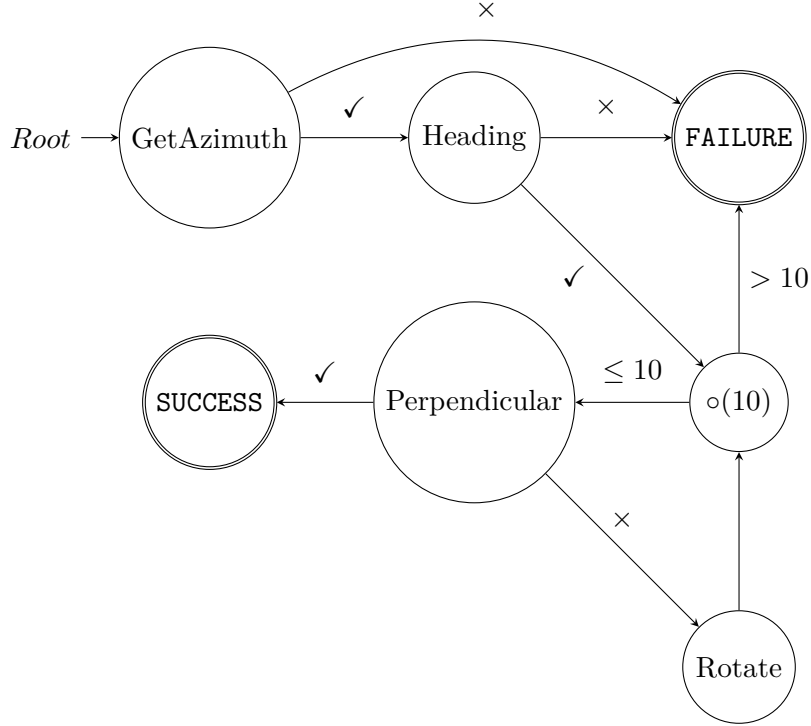 ×
✓
×
Root
GetAzimuth
Heading
FAILURE
✓
> 10
✓
≤ 10
SUCCESS
Perpendicular
∘(10)
×
Rotate